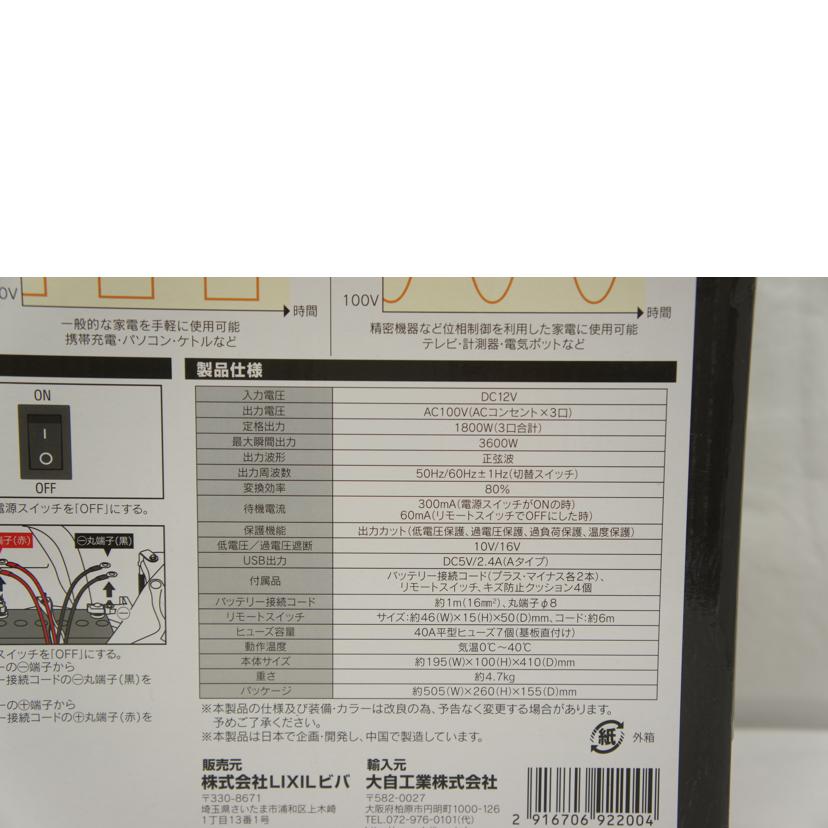 0V
時間
一般的な家電を手軽に使用可能
携帯充電・パソコン・ケトルなど
100V
時間
精密機器など位相制御を利用した家電に使用可能
テレビ・計測器・電気ポットなど
ON
OFF
電源スイッチを「OFF」にする。
子(赤)
㊀丸端子(黒)
スイッチを「OFF」にする。
ーの㊀端子から
ー接続コードの㊀丸端子(黒)を
ーの⊕端子から
ー接続コードの⊕丸端子(赤)を
製品仕様
入力電圧 DC12V
出力電圧 AC100V(ACコンセント×3口)
定格出力 1800W(3口合計)
最大瞬間出力 3600W
出力波形 正弦波
出力周波数 50Hz/60Hz±1Hz(切替スイッチ)
変換効率 80%
待機電流 300mA(電源スイッチがONの時)
60mA(リモートスイッチでOFFにした時)
保護機能 出力カット(低電圧保護、過電圧保護、過負荷保護、温度保護)
低電圧/過電圧遮断 10V/16V
USB出力 DC5V/2.4A(Aタイプ)
付属品 バッテリー接続コード(プラス・マイナス各2本)、
リモートスイッチ、キズ防止クッション4個
バッテリー接続コード 約1m(16mm²)、丸端子φ8
リモートスイッチ サイズ:約46(W)×15(H)×50(D)mm、コード:約6m
ヒューズ容量 40A平型ヒューズ7個(基板直付け)
動作温度 気温0℃〜40℃
本体サイズ 約195(W)×100(H)×410(D)mm
重さ 約4.7kg
パッケージ 約505(W)×260(H)×155(D)mm
※本製品の仕様及び装備・カラーは改良の為、予告なく変更する場合があります。
予めご了承ください。
※本製品は日本で企画・開発し、中国で製造しています。
紙 外箱
販売元
株式会社LIXILビバ
〒330-8671
埼玉県さいたま市浦和区上木崎
1丁目13番1号
輸入元
大自工業株式会社
〒582-0027
大阪府柏原市円明町1000-126
TEL.072-976-0101(代)
2 916706 922004